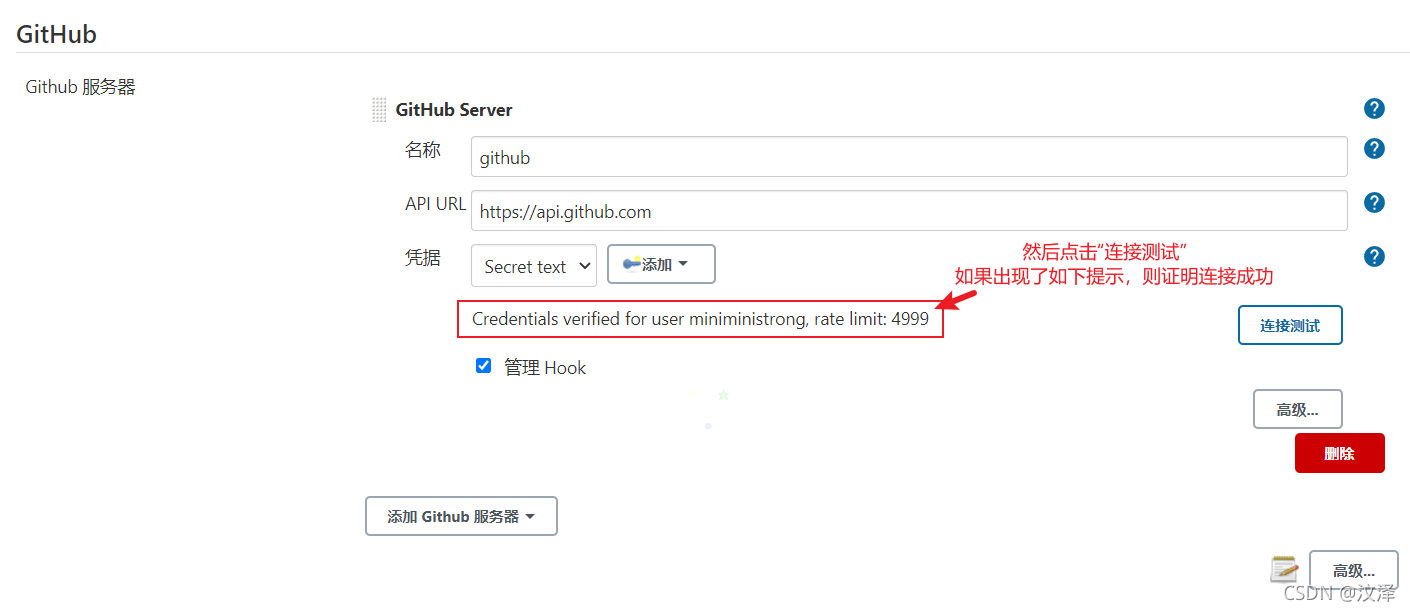 GitHub
Github 服务器
GitHub Server
?
名称
github
?
API URL
https://api.github.com
?
凭据
Secret text
添加
然后点击“连接测试”
如果出现了如下提示，则证明连接成功
?
Credentials verified for user miniministrong, rate limit: 4999
连接测试
管理 Hook
高级...
删除
添加 Github 服务器
高级...
CSDN @汶泽